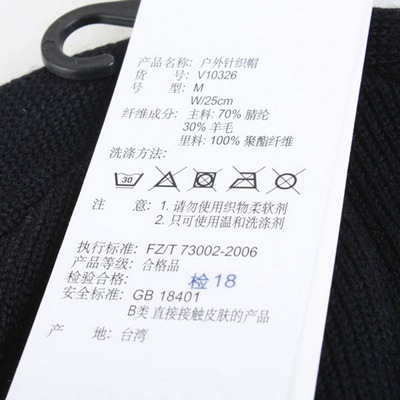 产品名称: 户外针织帽
货 号: V10326
号 型: M
W/25cm
纤维成分: 主料: 70% 腈纶
30% 羊毛
里料: 100% 聚酯纤维
洗涤方法:
30
注 意: 1. 请勿使用织物柔软剂
2. 只可使用温和洗涤剂
执行标准: FZ/T 73002-2006
产品等级: 合格品
检验合格: 检18
安全标准: GB 18401
B类 直接接触皮肤的产品
产 地: 台湾